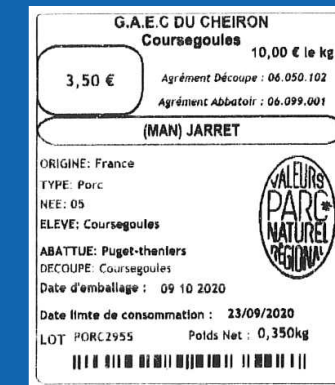 G.A.E.C DU CHEIRON
Coursegoules
10,00 € le kg
3,50 €
Agrément Découpe : 06.050.102
Agrément Abbatoir : 06.099.001
(MAN) JARRET
ORIGINE: France
TYPE: Porc
NEE: 05
ELEVE: Coursegoules
VALEURS
PARC
NATUREL
RÉGIONAL
ABATTUE: Puget-theniers
DECOUPE: Coursegoules
Date d'emballage : 09 10 2020
Date limte de consommation : 23/09/2020
LOT PORC2955
Poids Net : 0,350kg